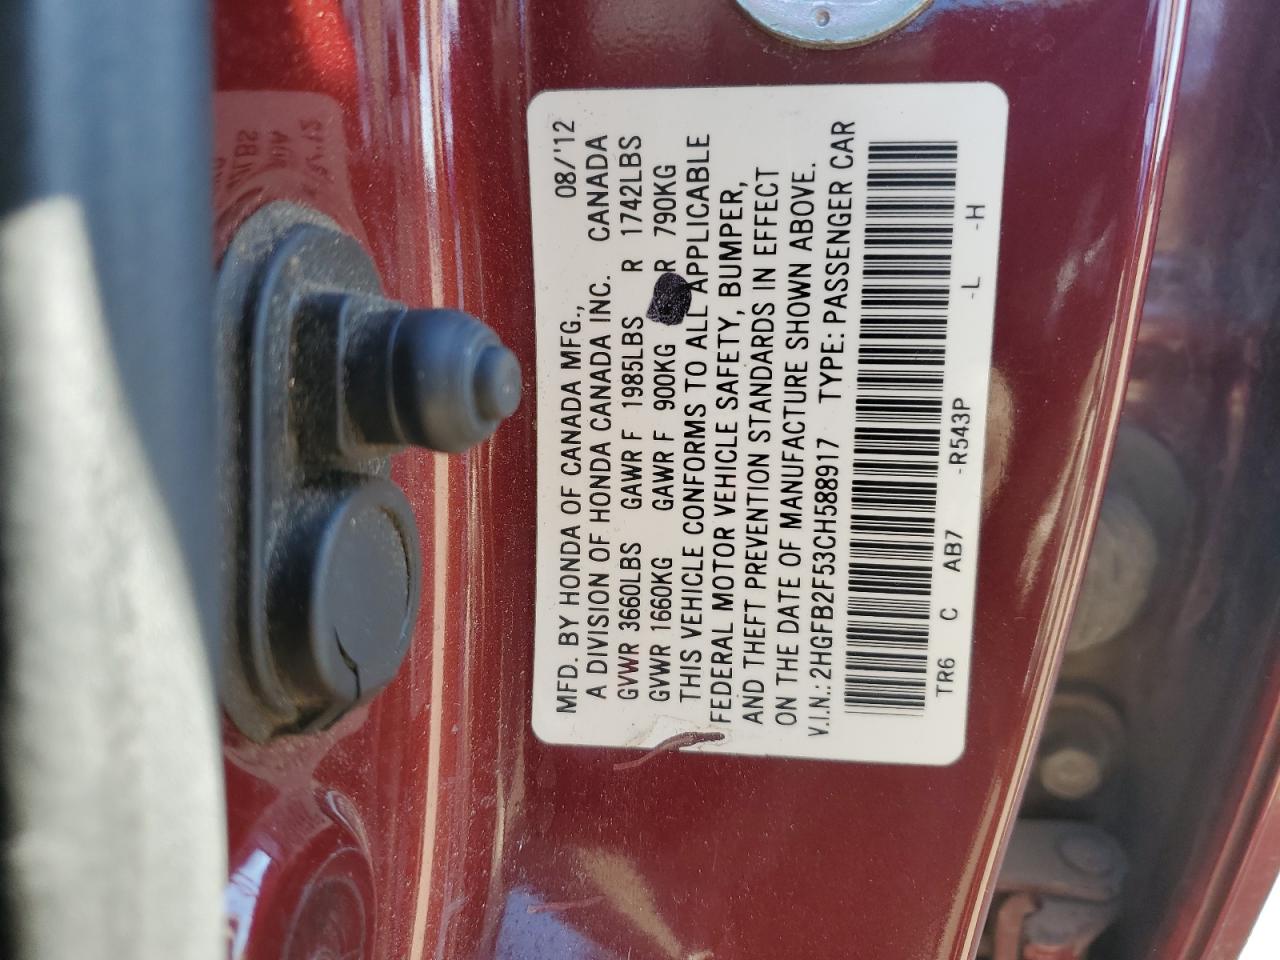 MFD. BY HONDA OF CANADA MFG., 08/'12
A DIVISION OF HONDA CANADA INC. CANADA
GVWR 3660LBS GAWR F 1985LBS R 1742LBS
GVWR 1660KG GAWR F 900KG R 790KG
THIS VEHICLE CONFORMS TO ALL APPLICABLE
FEDERAL MOTOR VEHICLE SAFETY, BUMPER,
AND THEFT PREVENTION STANDARDS IN EFFECT
ON THE DATE OF MANUFACTURE SHOWN ABOVE.
V.I.N.: 2HGFB2F53CH588917 TYPE: PASSENGER CAR
TR6 C AB7 -R543P -L -H